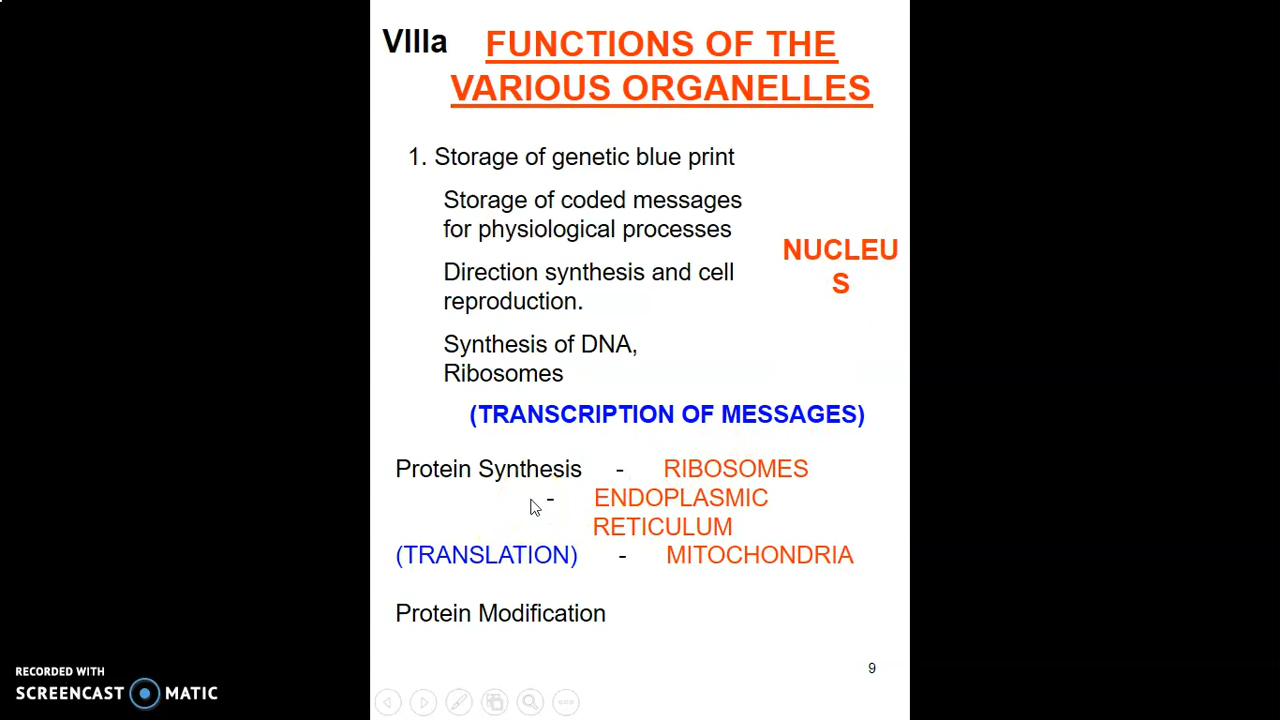 VIIIa FUNCTIONS OF THE
VARIOUS ORGANELLES
1. Storage of genetic blue print
Storage of coded messages
for physiological processes
Direction synthesis and cell
reproduction.
Synthesis of DNA,
Ribosomes
NUCLEU
S
(TRANSCRIPTION OF MESSAGES)
Protein Synthesis - RIBOSOMES
- ENDOPLASMIC
RETICULUM
(TRANSLATION) - MITOCHONDRIA
Protein Modification
9
RECORDED WITH
SCREENCAST MATIC